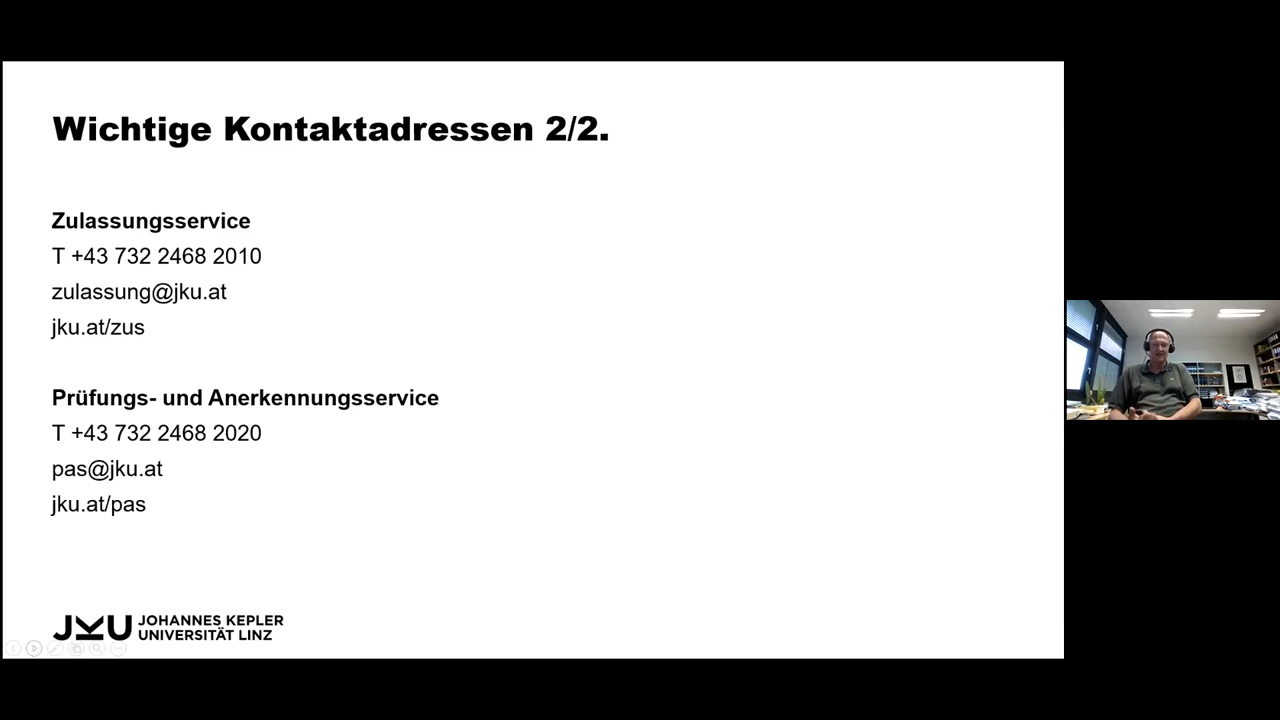 Wichtige Kontaktadressen 2/2.
Zulassungsservice
T +43 732 2468 2010
zulassung@jku.at
jku.at/zus
Prüfungs- und Anerkennungsservice
T +43 732 2468 2020
pas@jku.at
jku.at/pas
JKU JOHANNES KEPLER
UNIVERSITÄT LINZ